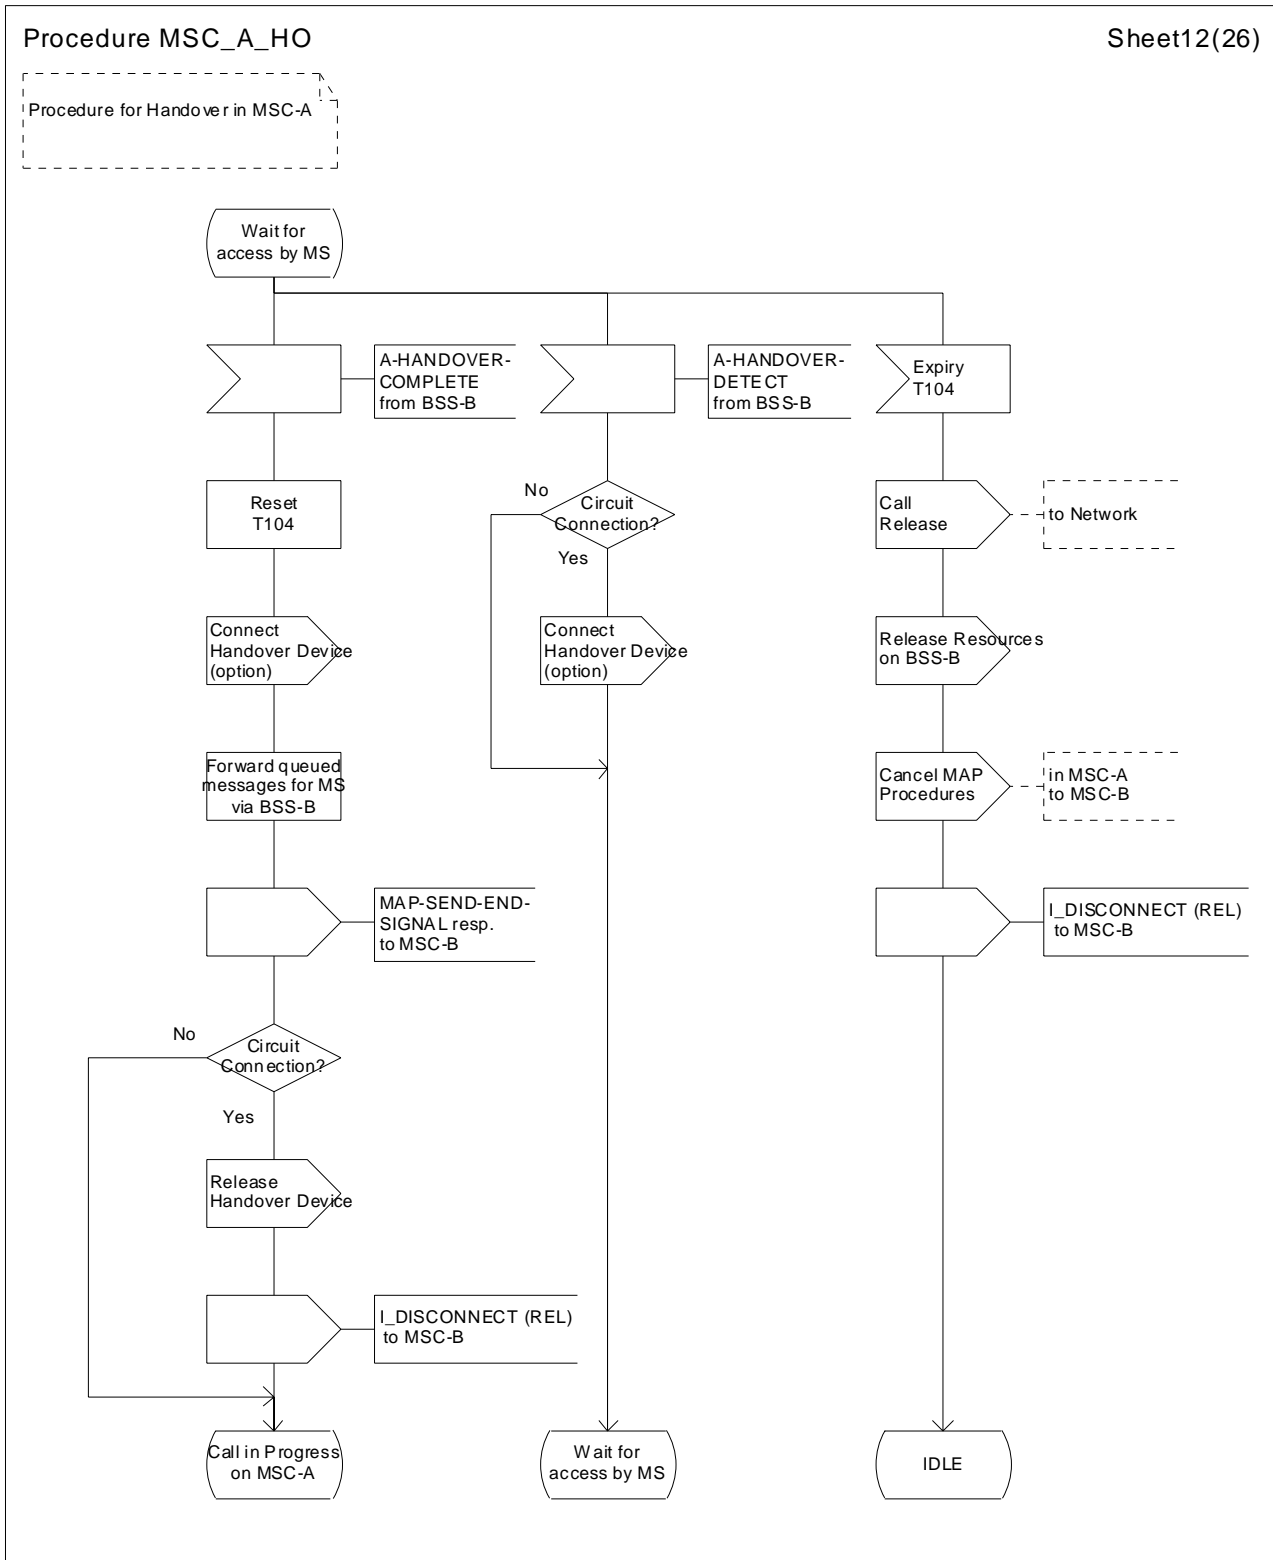 Procedure MSC_A_HO
Sheet12(26)
Procedure for Handover in MSC-A
Wait for
access by MS
A-HANDOVER-
COMPLETE
from BSS-B
A-HANDOVER-
DETECT
from BSS-B
Expiry
T104
Reset
T104
No
Circuit
Connection?
Yes
Call
Release
to Network
Connect
Handover Device
(option)
Connect
Handover Device
(option)
Release Resources
on BSS-B
Forward queued
messages for MS
via BSS-B
Cancel MAP
Procedures
in MSC-A
to MSC-B
MAP-SEND-END-
SIGNAL resp.
to MSC-B
I_DISCONNECT (REL)
to MSC-B
No
Circuit
Connection?
Yes
Release
Handover Device
I_DISCONNECT (REL)
to MSC-B
Call in Progress
on MSC-A
Wait for
access by MS
IDLE